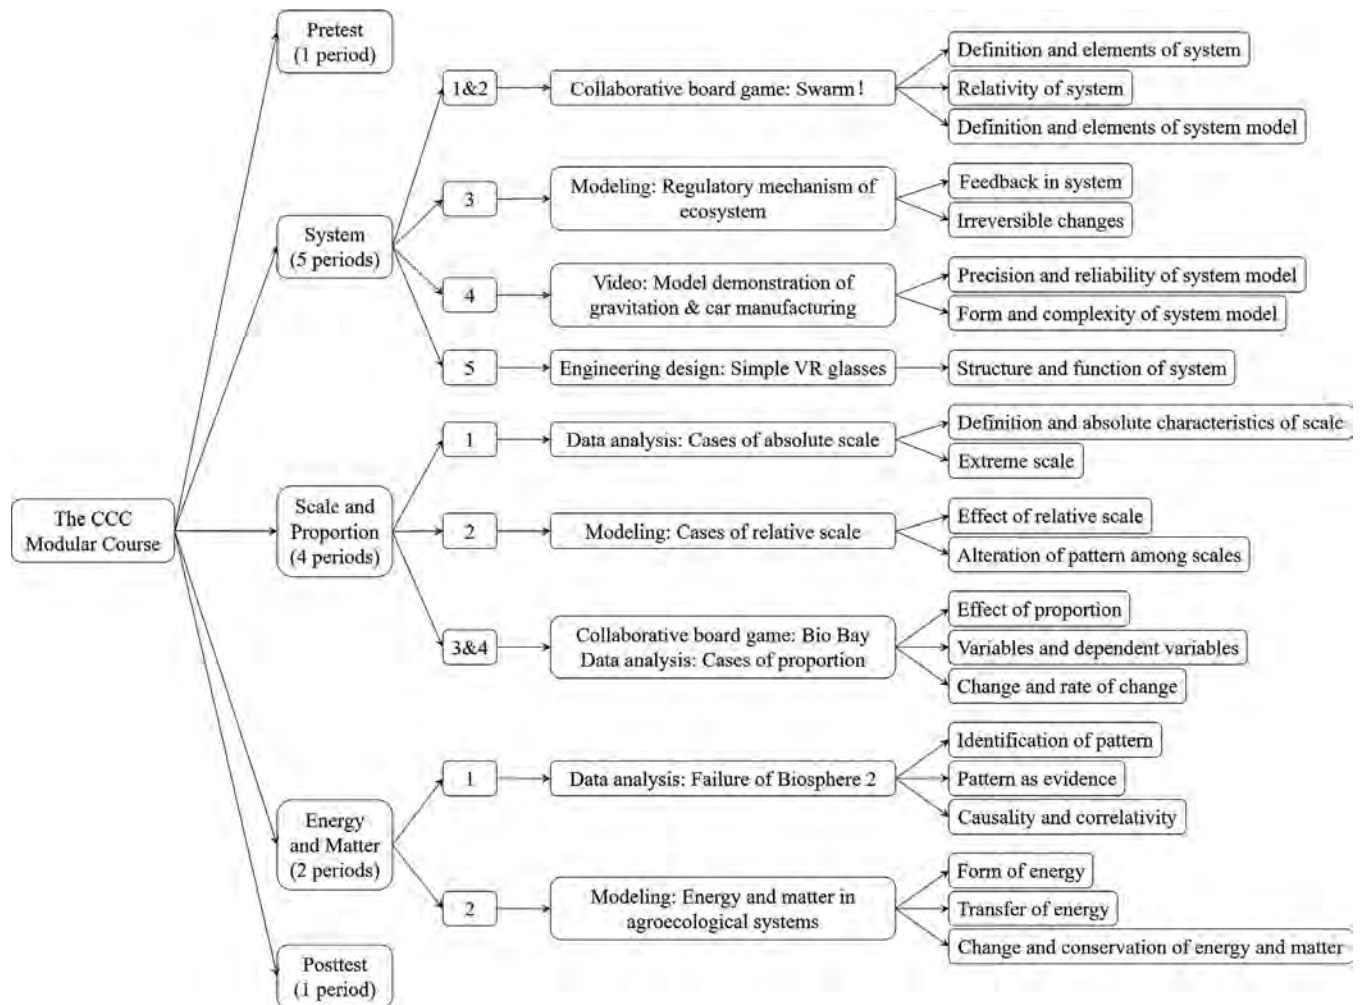 Pretest
(1 period)
1&2
Collaborative board game: Swarm!
Definition and elements of system
Relativity of system
Definition and elements of system model
System
(5 periods)
3
Modeling: Regulatory mechanism of
ecosystem
Feedback in system
Irreversible changes
4
Video: Model demonstration of
gravitation & car manufacturing
Precision and reliability of system model
Form and complexity of system model
5
Engineering design: Simple VR glasses
Structure and function of system
The CCC
Modular Course
Scale and
Proportion
(4 periods)
1
Data analysis: Cases of absolute scale
Definition and absolute characteristics of scale
Extreme scale
2
Modeling: Cases of relative scale
Effect of relative scale
Alteration of pattern among scales
3&4
Collaborative board game: Bio Bay
Data analysis: Cases of proportion
Effect of proportion
Variables and dependent variables
Change and rate of change
Energy
and Matter
(2 periods)
1
Data analysis: Failure of Biosphere 2
Identification of pattern
Pattern as evidence
Causality and correlativity
2
Modeling: Energy and matter in
agroecological systems
Form of energy
Transfer of energy
Change and conservation of energy and matter
Posttest
(1 period)